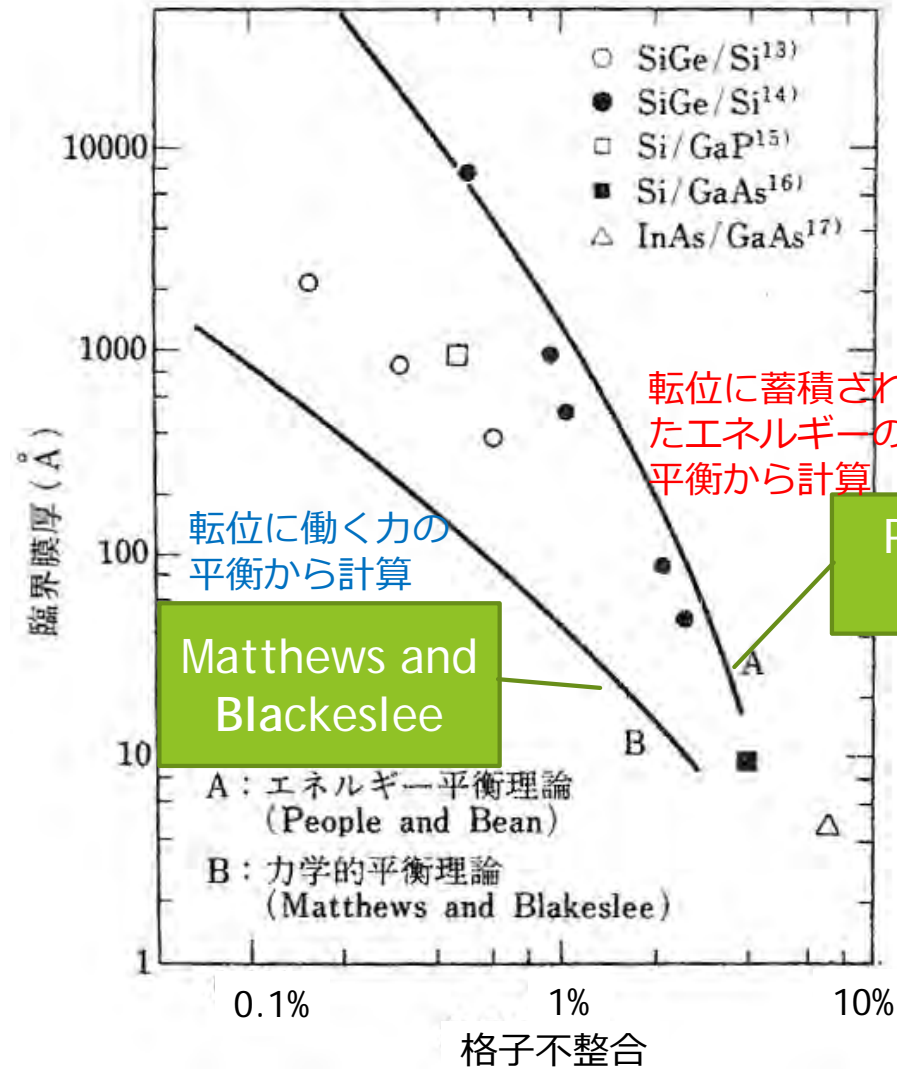 ○ SiGe/Si¹³⁾
● SiGe/Si¹⁴⁾
□ Si/GaP¹⁵⁾
■ Si/GaAs¹⁶⁾
△ InAs/GaAs¹⁷⁾
10000
1000
100
10
1
臨界膜厚(Å)
転位に蓄積され
たエネルギーの
平衡から計算
転位に働く力の
平衡から計算
P
Matthews and
Blackeslee
A
B
A:エネルギー平衡理論
(People and Bean)
B:力学的平衡理論
(Matthews and Blakeslee)
0.1%
1%
10%
格子不整合